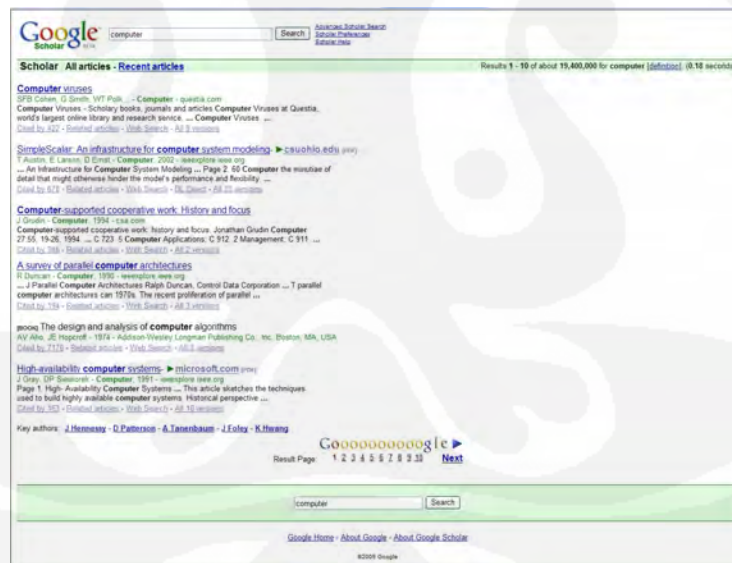 Google
Scholar BETA
computer
Search
Advanced Scholar Search
Scholar Preferences
Scholar Help
Scholar All articles - Recent articles
Results 1 - 10 of about 19,400,000 for computer [definition]. (0.18 seconds
Computer viruses
SFB Cohen, G Smith, WT Polk... - Computer - questia.com
Computer Viruses - Scholary books, journals and articles Computer Viruses at Questia,
world's largest online library and research service. ... Computer Viruses. ...
Cited by 422 - Related articles - Web Search - All 9 versions
SimpleScalar: An infrastructure for computer system modeling - ►csuohio.edu [PDF]
T Austin, E Larson, D Ernst - Computer, 2002 - ieeexplore.ieee.org
... An Infrastructure for Computer System Modeling ... Page 2. 60 Computer the minutiae of
detail that might otherwise hinder the model's performance and flexibility. ...
Cited by - Related articles - Web Search - BL Direct - All versions
Computer-supported cooperative work: History and focus
J Grudin - Computer, 1994 - csa.com
Computer-supported cooperative work: history and focus. Jonathan Grudin Computer
27:55, 19-26, 1994. ... C 723. 5 Computer Applications; C 912. 2 Management; C 911. ...
Cited by - Related articles - Web Search - All 2 versions
A survey of parallel computer architectures
R Duncan - Computer, 1990 - ieeexplore.ieee.org
... J Parallel Computer Architectures Ralph Duncan, Control Data Corporation ... T parallel
computer architectures can 1970s. The recent proliferation of parallel ...
Cited by - Related articles - Web Search - All 3 versions
[BOOK] The design and analysis of computer algorithms
AV Aho, JE Hopcroft - 1974 - Addison-Wesley Longman Publishing Co., Inc. Boston, MA, USA
Cited by 7176 - Related articles - Web Search - All versions
High-availability computer systems - ►microsoft.com [PDF]
J Gray, DP Siewiorek - Computer, 1991 - ieeexplore.ieee.org
Page 1. High- Availability Computer Systems ... This article sketches the techniques
used to build highly available computer systems. Historical perspective ...
Cited by 363 - Related articles - Web Search - All 10 versions
Key authors: J Hennessy - D Patterson - A Tanenbaum - J Foley - K Hwang
Goooooooooogle ►
Result Page: 1 2 3 4 5 6 7 8 9 10 Next
computer
Search
Google Home - About Google - About Google Scholar
©2008 Google